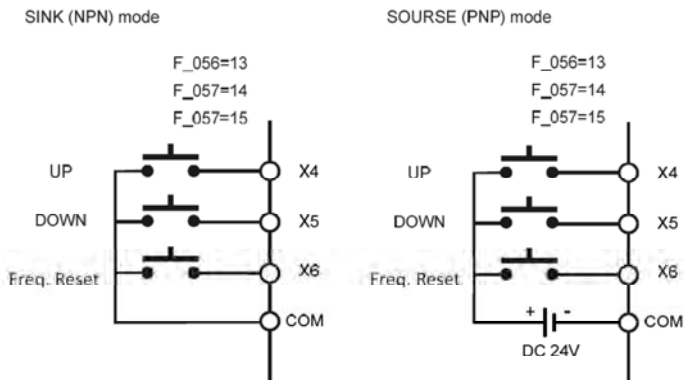 SINK (NPN) mode
F_056=13
F_057=14
F_057=15
UP
X4
DOWN
X5
Freq. Reset
X6
COM
SOURSE (PNP) mode
F_056=13
F_057=14
F_057=15
UP
X4
DOWN
X5
Freq. Reset
X6
+ -
COM
DC 24V